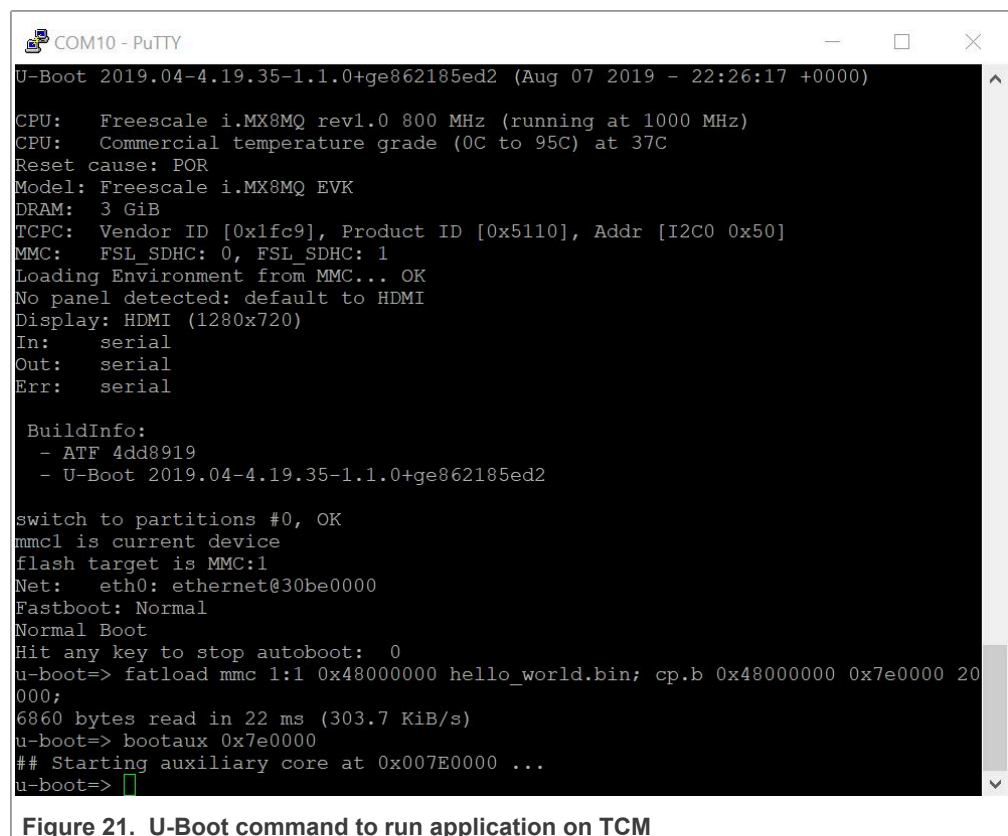 COM10 - PuTTY
U-Boot 2019.04-4.19.35-1.1.0+ge862185ed2 (Aug 07 2019 - 22:26:17 +0000)
CPU:   Freescale i.MX8MQ rev1.0 800 MHz (running at 1000 MHz)
CPU:   Commercial temperature grade (0C to 95C) at 37C
Reset cause: POR
Model: Freescale i.MX8MQ EVK
DRAM:  3 GiB
TCPC:  Vendor ID [0x1fc9], Product ID [0x5110], Addr [I2C0 0x50]
MMC:   FSL_SDHC: 0, FSL_SDHC: 1
Loading Environment from MMC... OK
No panel detected: default to HDMI
Display: HDMI (1280x720)
In:    serial
Out:   serial
Err:   serial
BuildInfo:
- ATF 4dd8919
- U-Boot 2019.04-4.19.35-1.1.0+ge862185ed2
switch to partitions #0, OK
mmc1 is current device
flash target is MMC:1
Net:   eth0: ethernet@30be0000
Fastboot: Normal
Normal Boot
Hit any key to stop autoboot:  0
u-boot=> fatload mmc 1:1 0x48000000 hello_world.bin; cp.b 0x48000000 0x7e0000 20
000;
6860 bytes read in 22 ms (303.7 KiB/s)
u-boot=> bootaux 0x7e0000
## Starting auxiliary core at 0x007E0000 ...
u-boot=>
Figure 21. U-Boot command to run application on TCM